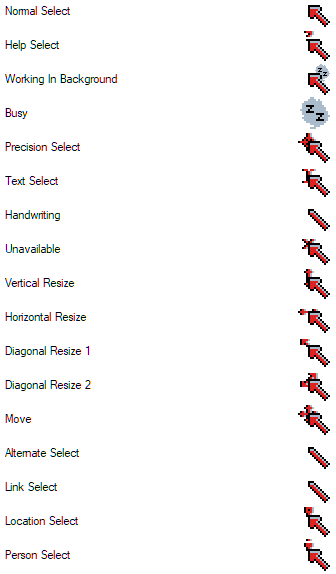 Normal Select
Help Select
Working In Background
Busy
Z Z
Precision Select
Text Select
Handwriting
Unavailable
Vertical Resize
Horizontal Resize
Diagonal Resize 1
Diagonal Resize 2
Move
Alternate Select
Link Select
Location Select
Person Select